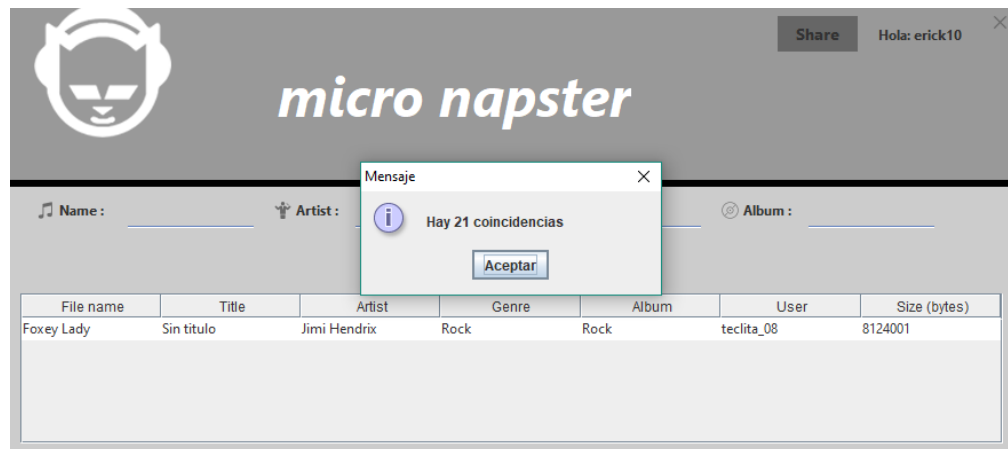 Share Hola: erick10
micro napster
Mensaje
Name : Artist : Album :
Hay 21 coincidencias
Aceptar
File name Title Artist Genre Album User Size (bytes)
Foxey Lady Sin titulo Jimi Hendrix Rock Rock teclita_08 8124001